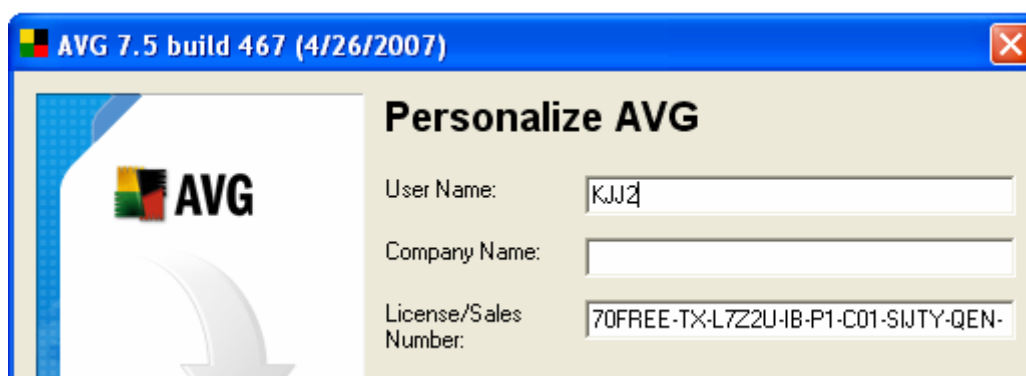 AVG 7.5 build 467 (4/26/2007)
Personalize AVG
AVG
User Name:
KJJ2
Company Name:
License/Sales
Number:
70FREE-TX-L7Z2U-IB-P1-C01-SIJTY-QEN-